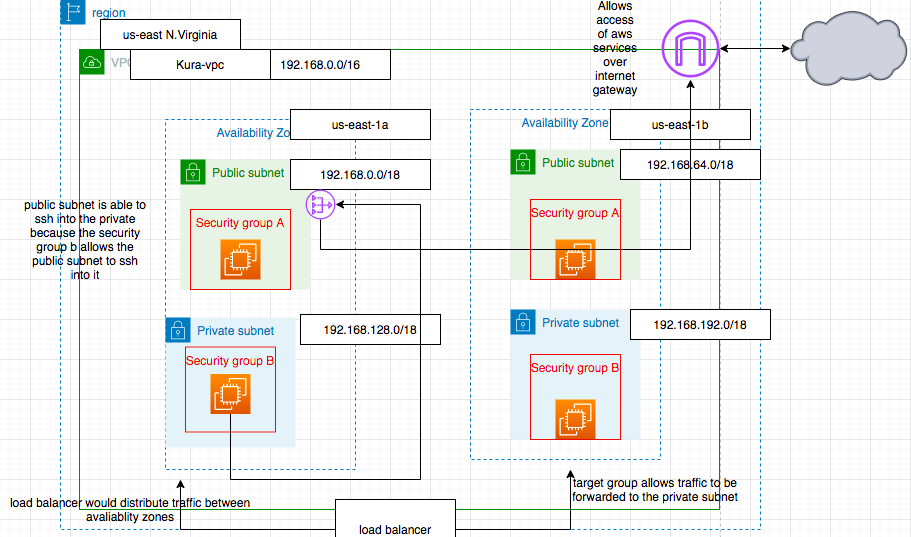 region
us-east N.Virginia
VPC
Kura-vpc
192.168.0.0/16
Allows
access
of aws
services
over
internet
gateway
Availability Zo
us-east-1a
Availability Zone
us-east-1b
Public subnet
192.168.0.0/18
Public subnet
192.168.64.0/18
public subnet is able to
ssh into the private
because the security
group b allows the
public subnet to ssh
into it
Security group A
Security group A
Private subnet
192.168.128.0/18
Private subnet
192.168.192.0/18
Security group B
Security group B
load balancer would distribute traffic between
avaliablity zones
target group allows traffic to be
forwarded to the private subnet
load balancer